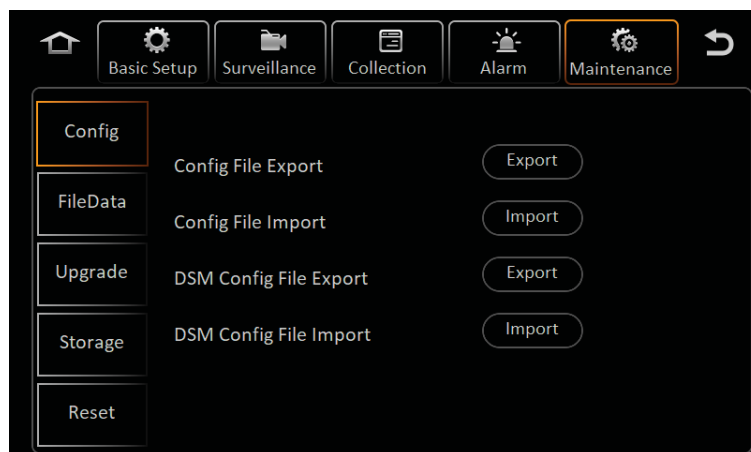 Basic Setup
Surveillance
Collection
Alarm
Maintenance
Config
FileData
Upgrade
Storage
Reset
Config File Export
Export
Config File Import
Import
DSM Config File Export
Export
DSM Config File Import
Import